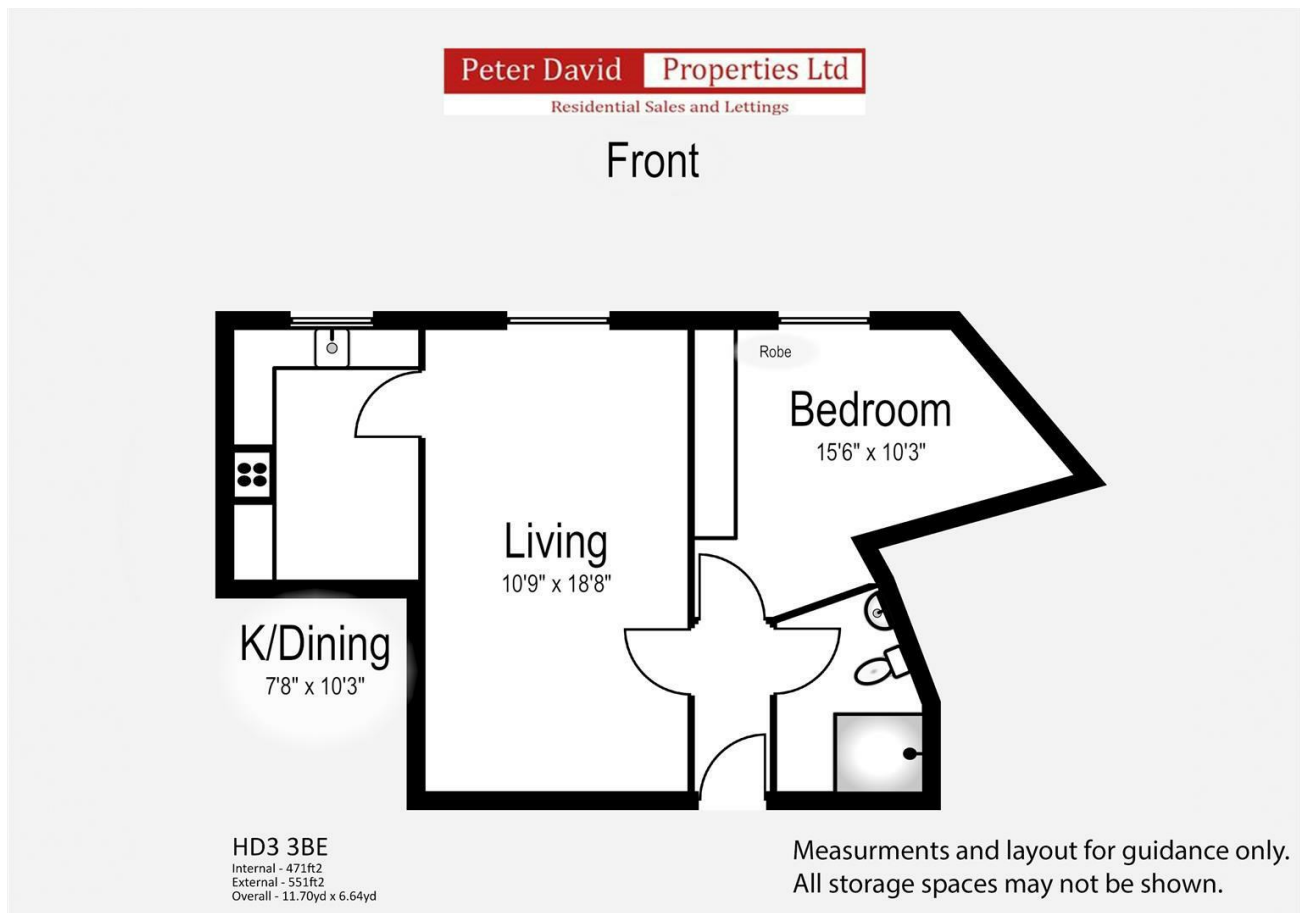 Peter David Properties Ltd
Residential Sales and Lettings
Front
Robe
Bedroom
15'6" x 10'3"
Living
10'9" x 18'8"
K/Dining
7'8" x 10'3"
HD3 3BE
Internal - 471ft2
External - 551ft2
Overall - 11.70yd x 6.64yd
Measurments and layout for guidance only.
All storage spaces may not be shown.